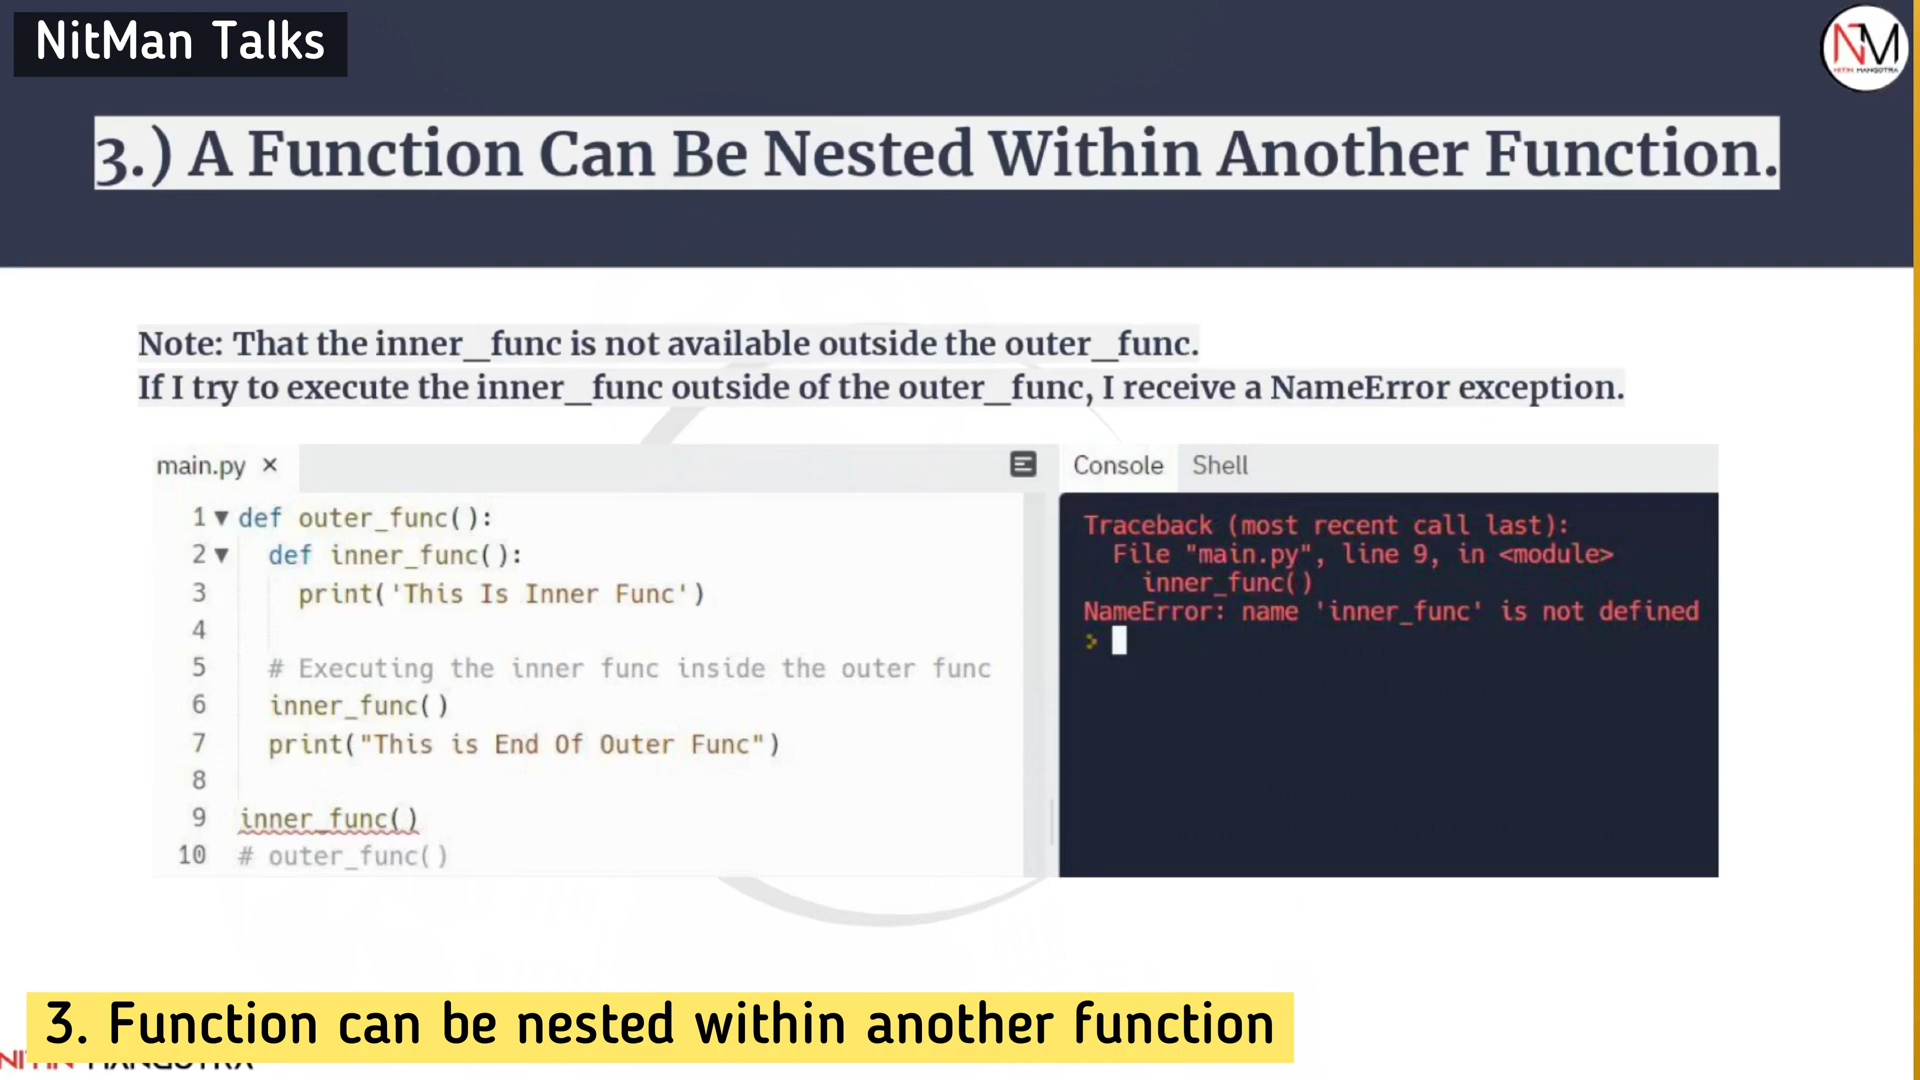 NitMan Talks
NM
NITIN MANGOTRA
3.) A Function Can Be Nested Within Another Function.
Note: That the inner_func is not available outside the outer_func.
If I try to execute the inner_func outside of the outer_func, I receive a NameError exception.
main.py ×
1 ▼ def outer_func():
2 ▼ def inner_func():
3 print('This Is Inner Func')
4
5 # Executing the inner func inside the outer func
6 inner_func()
7 print("This is End Of Outer Func")
8
9 inner_func()
10 # outer_func()
Console Shell
Traceback (most recent call last):
File "main.py", line 9, in <module>
inner_func()
NameError: name 'inner_func' is not defined
>
3. Function can be nested within another function
NITIN MANGOTRA